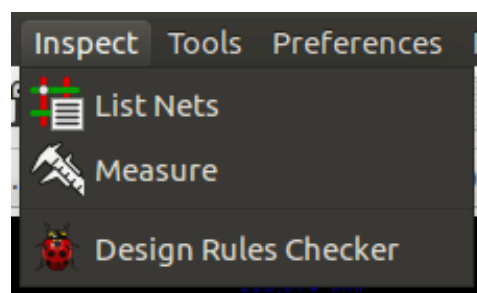 Inspect Tools Preferences
List Nets
Measure
Design Rules Checker